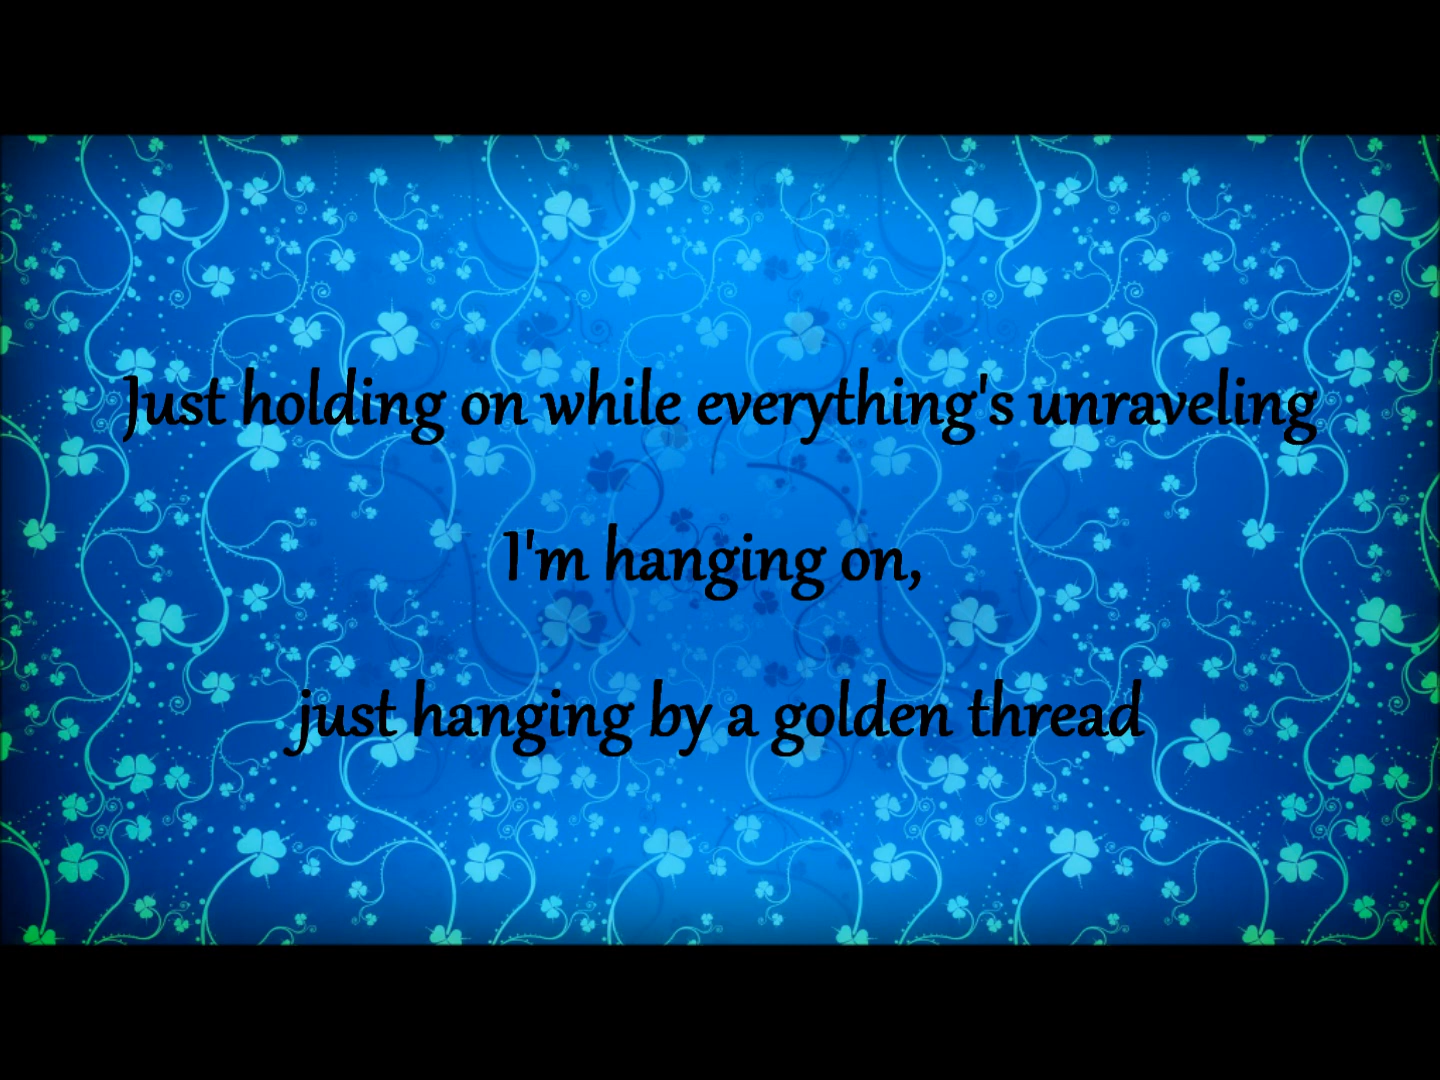 Just holding on while everything's unraveling
I'm hanging on,
just hanging by a golden thread